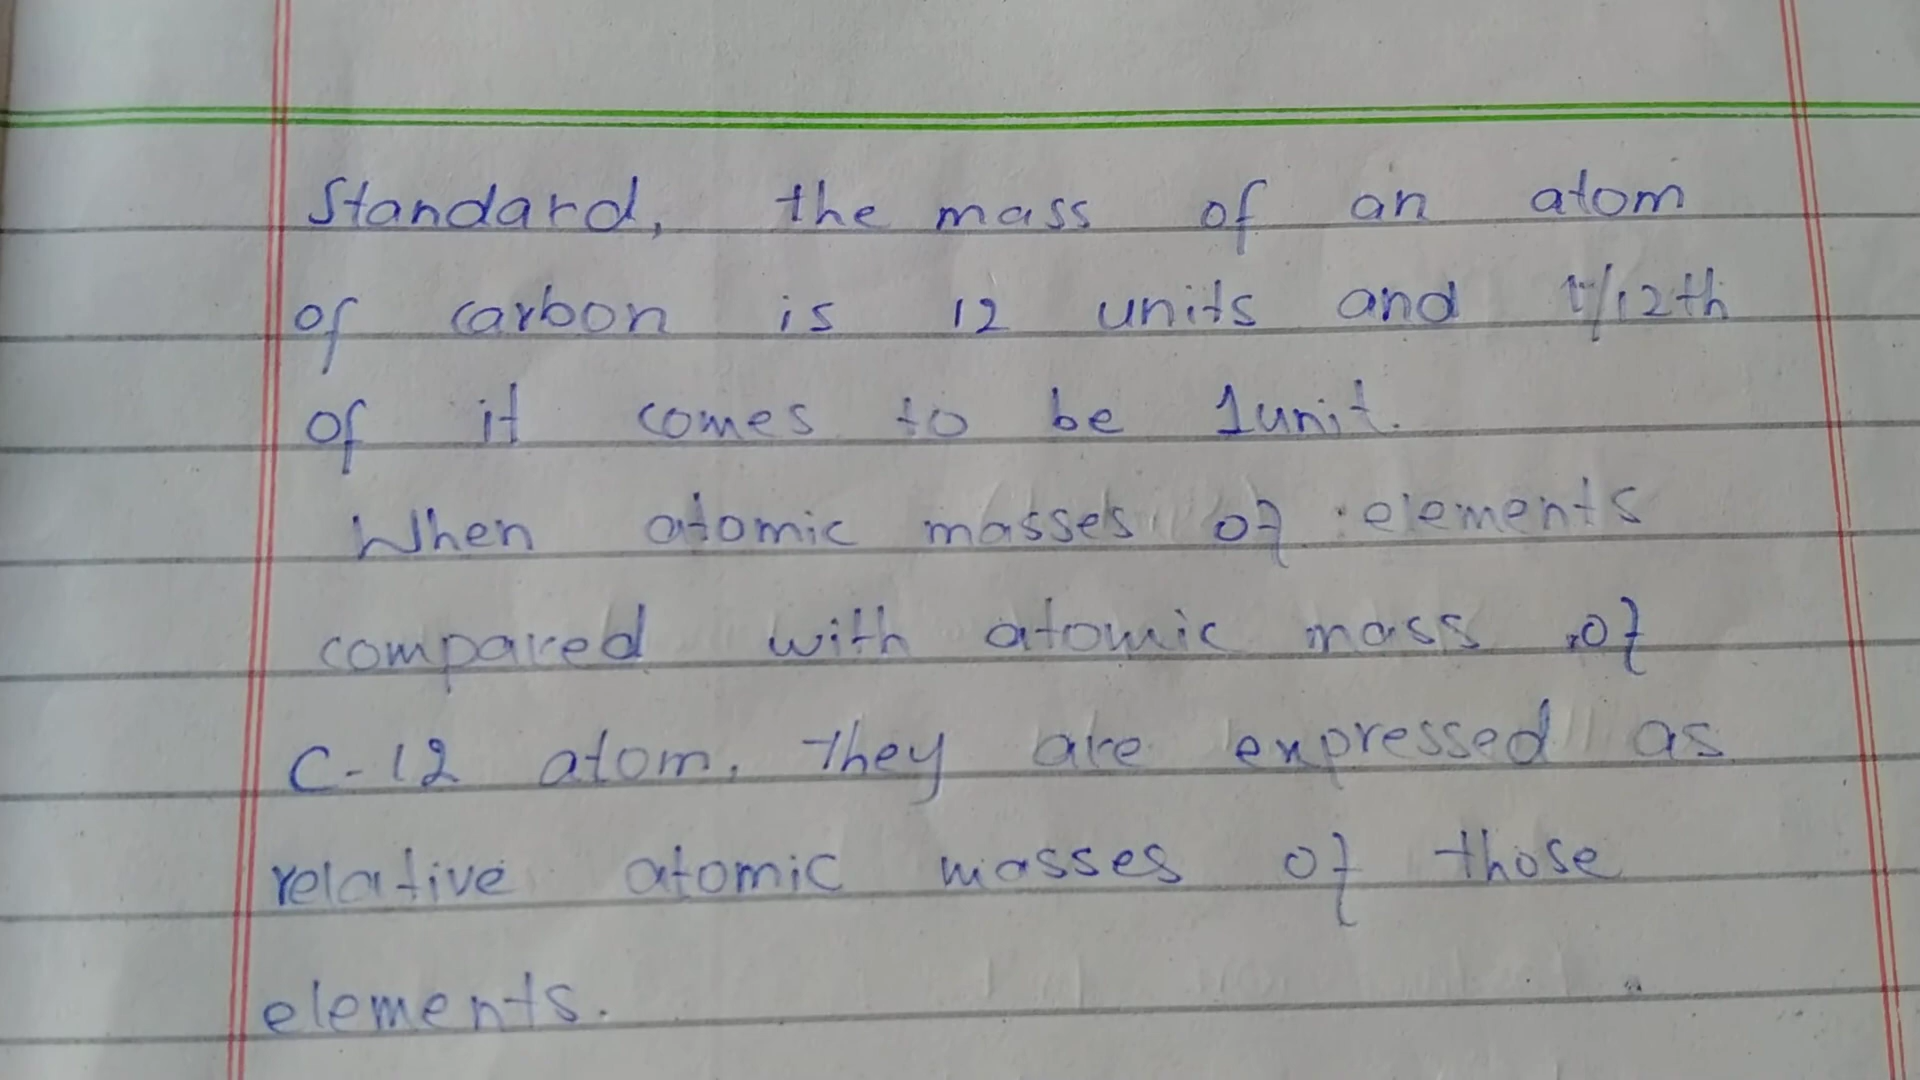 Standard, the mass of an atom
of carbon is 12 units and 1/12th
of it comes to be 1unit.
When atomic masses of elements
compared with atomic mass of
C-12 atom, they are expressed as
relative atomic masses of those
elements.